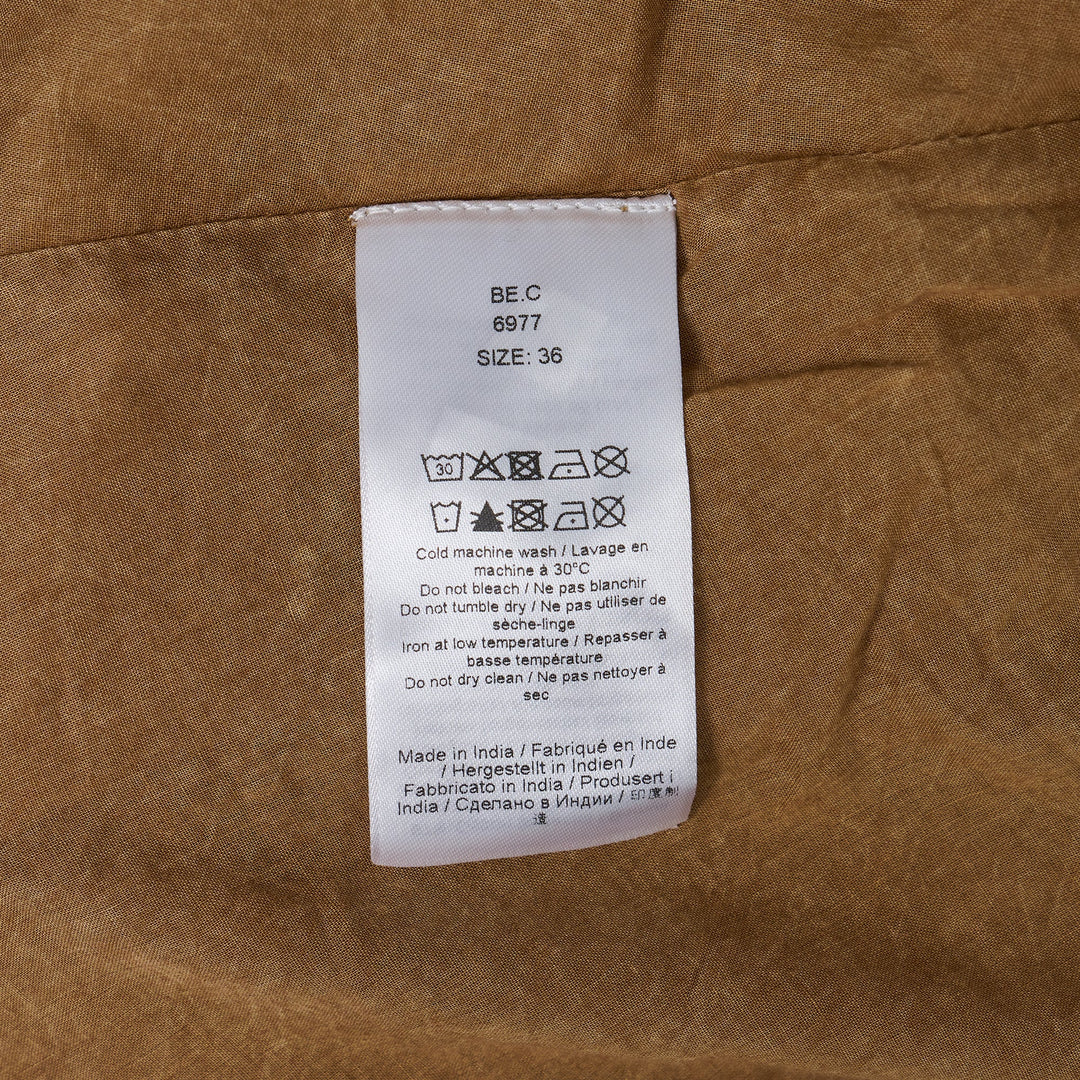 BE.C
6977
SIZE: 36
30
Cold machine wash / Lavage en
machine à 30°C
Do not bleach / Ne pas blanchir
Do not tumble dry / Ne pas utiliser de
sèche-linge
Iron at low temperature / Repasser à
basse température
Do not dry clean / Ne pas nettoyer à
sec
Made in India / Fabriqué en Inde
/ Hergestellt in Indien /
Fabbricato in India / Produsert i
India / Сделано в Индии / 印度制
造